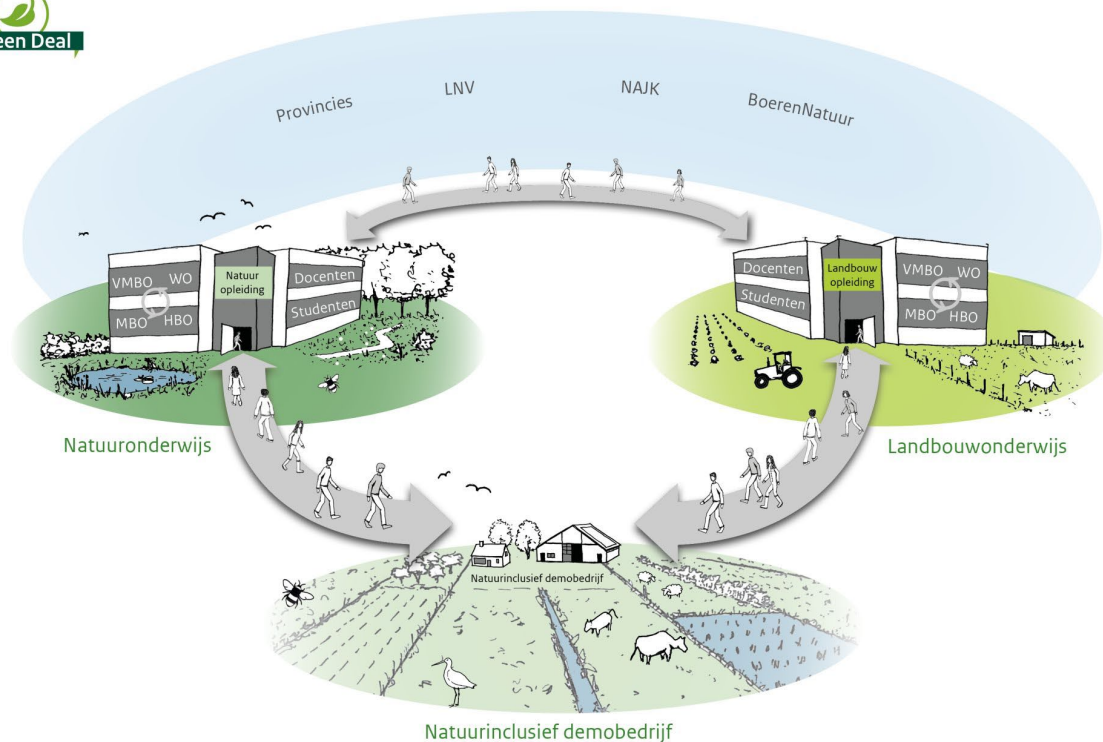 een Deal
Provincies
LNV
NAJK
BoerenNatuur
VMBO WO
MBO HBO
Natuur
opleiding
Docenten
Studenten
Docenten
Studenten
Landbouw
opleiding
VMBO WO
MBO HBO
Natuuronderwijs
Landbouwonderwijs
Natuurinclusief demobedrijf
Natuurinclusief demobedrijf